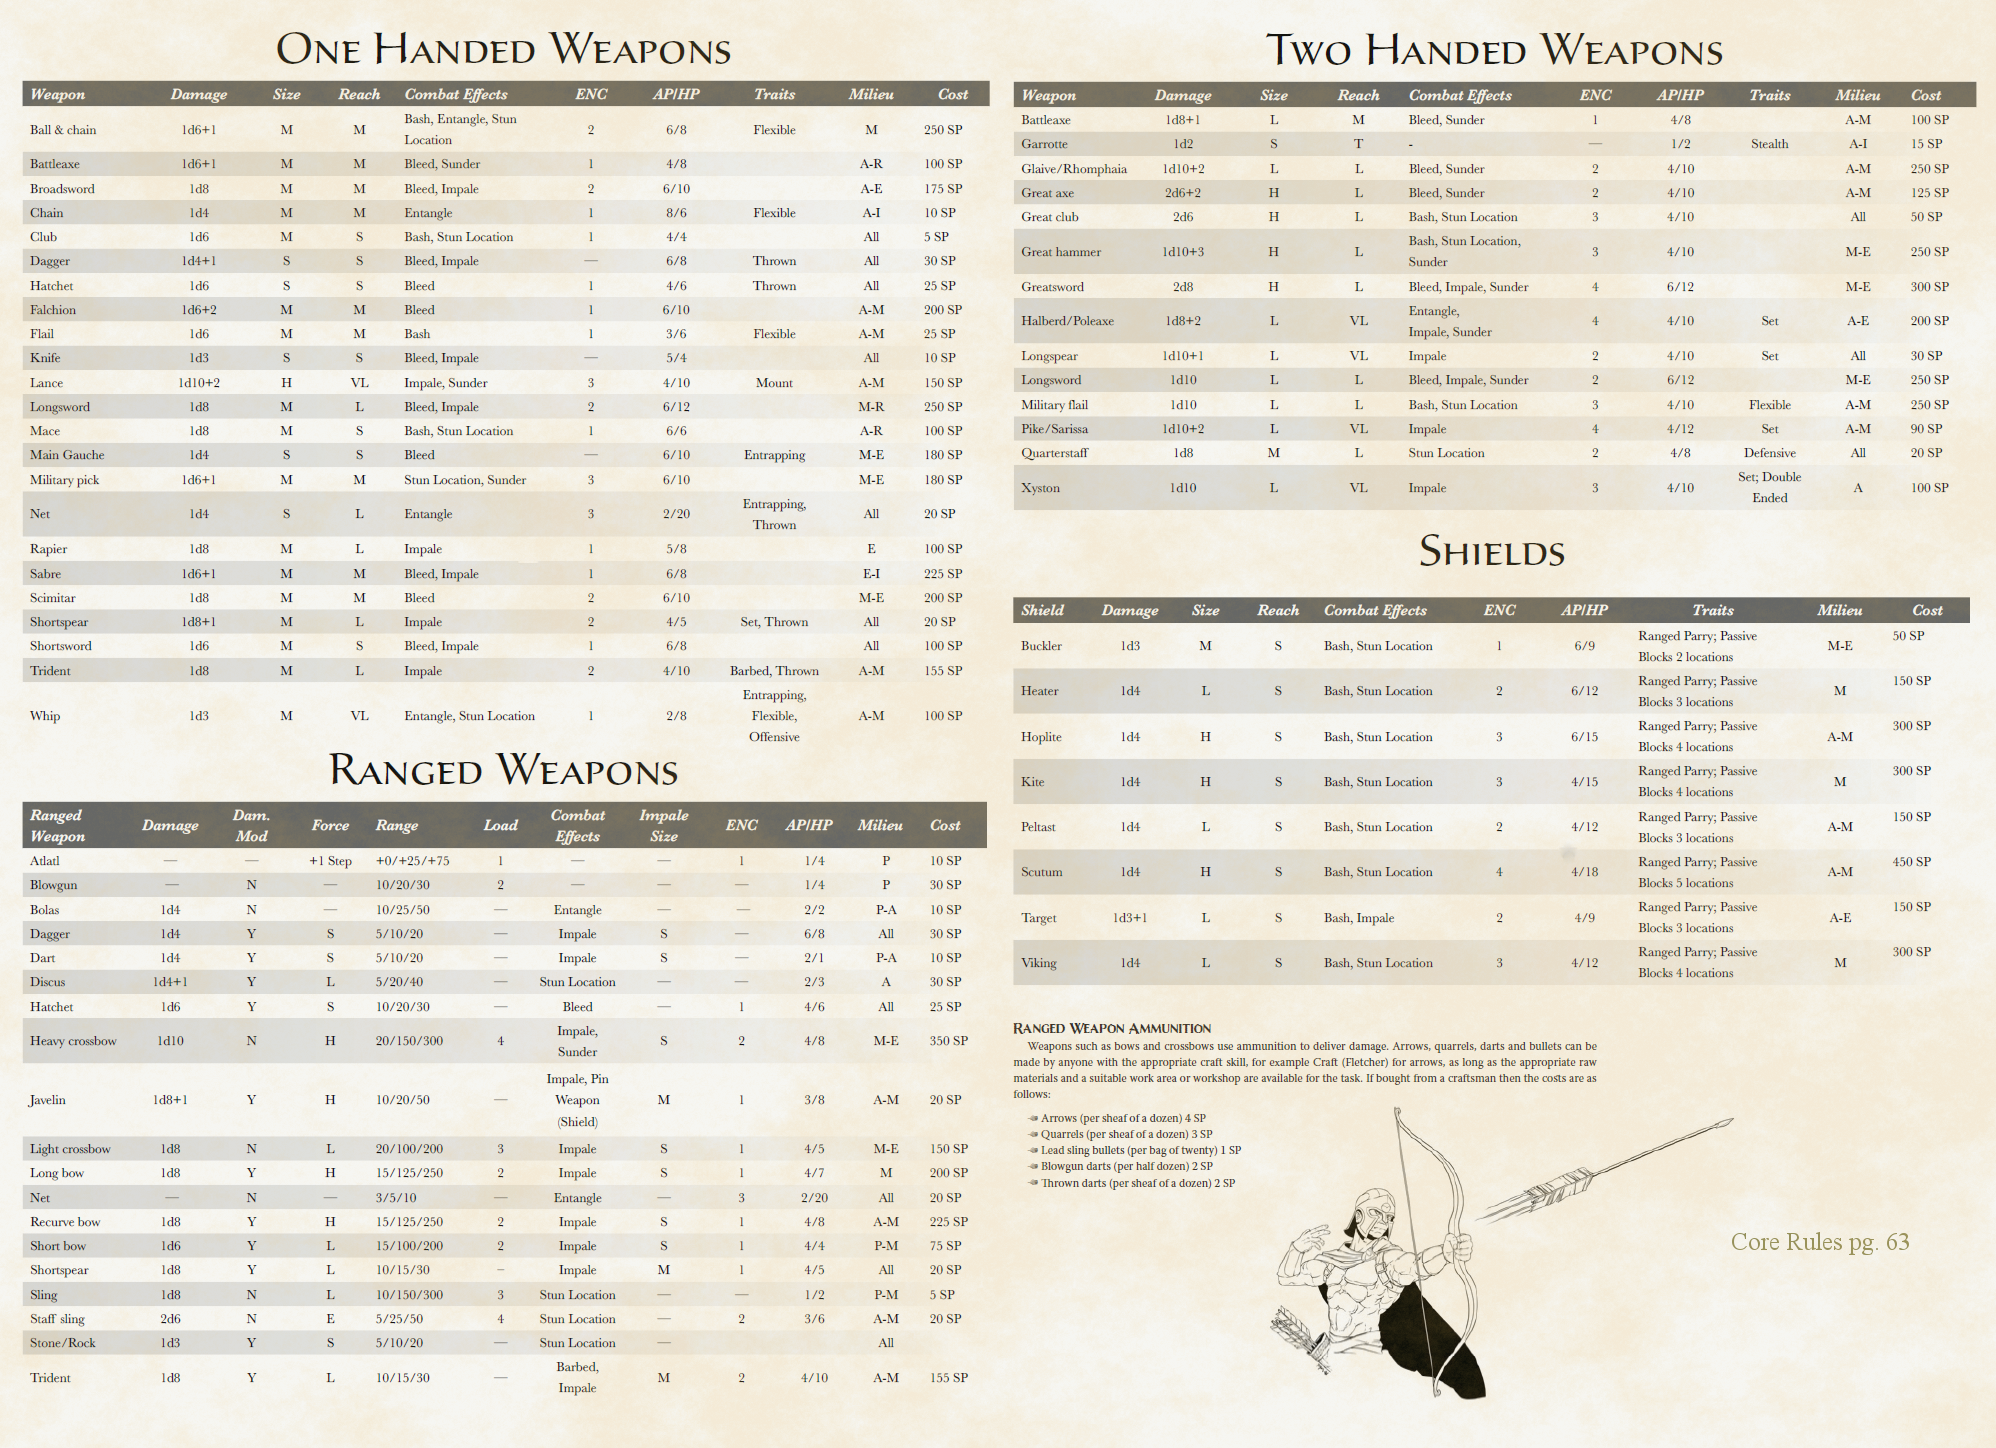 One Handed Weapons
Weapon Damage Size Reach Combat Effects ENC AP/HP Traits Milieu Cost
Ball & chain 1d6+1 M M Bash, Entangle, Stun Location 2 6/8 Flexible M 250 SP
Battleaxe 1d6+1 M M Bleed, Sunder 1 4/8 A-R 100 SP
Broadsword 1d8 M M Bleed, Impale 2 6/10 A-E 175 SP
Chain 1d4 M M Entangle 1 8/6 Flexible A-I 10 SP
Club 1d6 M S Bash, Stun Location 1 4/4 All 5 SP
Dagger 1d4+1 S S Bleed, Impale — 6/8 Thrown All 30 SP
Hatchet 1d6 S S Bleed 1 4/6 Thrown All 25 SP
Falchion 1d6+2 M M Bleed 1 6/10 A-M 200 SP
Flail 1d6 M M Bash 1 3/6 Flexible A-M 25 SP
Knife 1d3 S S Bleed, Impale — 5/4 All 10 SP
Lance 1d10+2 H VL Impale, Sunder 3 4/10 Mount A-M 150 SP
Longsword 1d8 M L Bleed, Impale 2 6/12 M-R 250 SP
Mace 1d8 M S Bash, Stun Location 1 6/6 A-R 100 SP
Main Gauche 1d4 S S Bleed — 6/10 Entrapping M-E 180 SP
Military pick 1d6+1 M M Stun Location, Sunder 3 6/10 M-E 180 SP
Net 1d4 S L Entangle 3 2/20 Entrapping, Thrown All 20 SP
Rapier 1d8 M L Impale 1 5/8 E 100 SP
Sabre 1d6+1 M M Bleed, Impale 1 6/8 E-I 225 SP
Scimitar 1d8 M M Bleed 2 6/10 M-E 200 SP
Shortspear 1d8+1 M L Impale 2 4/5 Set, Thrown All 20 SP
Shortsword 1d6 M S Bleed, Impale 1 6/8 All 100 SP
Trident 1d8 M L Impale 2 4/10 Barbed, Thrown A-M 155 SP
Whip 1d3 M VL Entangle, Stun Location 1 2/8 Entrapping, Flexible, Offensive A-M 100 SP
Ranged Weapons
Ranged Weapon Damage Dam. Mod Force Range Load Combat Effects Impale Size ENC AP/HP Milieu Cost
Atlatl — — +1 Step +0/+25/+75 1 — — 1 1/4 P 10 SP
Blowgun — N — 10/20/30 2 — — — 1/4 P 30 SP
Bolas 1d4 N — 10/25/50 — Entangle — — 2/2 P-A 10 SP
Dagger 1d4 Y S 5/10/20 — Impale S — 6/8 All 30 SP
Dart 1d4 Y S 5/10/20 — Impale S — 2/1 P-A 10 SP
Discus 1d4+1 Y L 5/20/40 — Stun Location — — 2/3 A 30 SP
Hatchet 1d6 Y S 10/20/30 — Bleed — 1 4/6 All 25 SP
Heavy crossbow 1d10 N H 20/150/300 4 Impale, Sunder S 2 4/8 M-E 350 SP
Javelin 1d8+1 Y H 10/20/50 — Impale, Pin Weapon (Shield) M 1 3/8 A-M 20 SP
Light crossbow 1d8 N L 20/100/200 3 Impale S 1 4/5 M-E 150 SP
Long bow 1d8 Y H 15/125/250 2 Impale S 1 4/7 M 200 SP
Net — N — 3/5/10 — Entangle — 3 2/20 All 20 SP
Recurve bow 1d8 Y H 15/125/250 2 Impale S 1 4/8 A-M 225 SP
Short bow 1d6 Y L 15/100/200 2 Impale S 1 4/4 P-M 75 SP
Shortspear 1d8 Y L 10/15/30 – Impale M 1 4/5 All 20 SP
Sling 1d8 N L 10/150/300 3 Stun Location — — 1/2 P-M 5 SP
Staff sling 2d6 N E 5/25/50 4 Stun Location — 2 3/6 A-M 20 SP
Stone/Rock 1d3 Y S 5/10/20 — Stun Location — All
Trident 1d8 Y L 10/15/30 — Barbed, Impale M 2 4/10 A-M 155 SP
Two Handed Weapons
Weapon Damage Size Reach Combat Effects ENC AP/HP Traits Milieu Cost
Battleaxe 1d8+1 L M Bleed, Sunder 1 4/8 A-M 100 SP
Garrotte 1d2 S T - — 1/2 Stealth A-I 15 SP
Glaive/Rhomphaia 1d10+2 L L Bleed, Sunder 2 4/10 A-M 250 SP
Great axe 2d6+2 H L Bleed, Sunder 2 4/10 A-M 125 SP
Great club 2d6 H L Bash, Stun Location 3 4/10 All 50 SP
Great hammer 1d10+3 H L Bash, Stun Location, Sunder 3 4/10 M-E 250 SP
Greatsword 2d8 H L Bleed, Impale, Sunder 4 6/12 M-E 300 SP
Halberd/Poleaxe 1d8+2 L VL Entangle, Impale, Sunder 4 4/10 Set A-E 200 SP
Longspear 1d10+1 L VL Impale 2 4/10 Set All 30 SP
Longsword 1d10 L L Bleed, Impale, Sunder 2 6/12 M-E 250 SP
Military flail 1d10 L L Bash, Stun Location 3 4/10 Flexible A-M 250 SP
Pike/Sarissa 1d10+2 L VL Impale 4 4/12 Set A-M 90 SP
Quarterstaff 1d8 M L Stun Location 2 4/8 Defensive All 20 SP
Xyston 1d10 L VL Impale 3 4/10 Set; Double Ended A 100 SP
Shields
Shield Damage Size Reach Combat Effects ENC AP/HP Traits Milieu Cost
Buckler 1d3 M S Bash, Stun Location 1 6/9 Ranged Parry; Passive Blocks 2 locations M-E 50 SP
Heater 1d4 L S Bash, Stun Location 2 6/12 Ranged Parry; Passive Blocks 3 locations M 150 SP
Hoplite 1d4 H S Bash, Stun Location 3 6/15 Ranged Parry; Passive Blocks 4 locations A-M 300 SP
Kite 1d4 H S Bash, Stun Location 3 4/15 Ranged Parry; Passive Blocks 4 locations M 300 SP
Peltast 1d4 L S Bash, Stun Location 2 4/12 Ranged Parry; Passive Blocks 3 locations A-M 150 SP
Scutum 1d4 H S Bash, Stun Location 4 4/18 Ranged Parry; Passive Blocks 5 locations A-M 450 SP
Target 1d3+1 L S Bash, Impale 2 4/9 Ranged Parry; Passive Blocks 3 locations A-E 150 SP
Viking 1d4 L S Bash, Stun Location 3 4/12 Ranged Parry; Passive Blocks 4 locations M 300 SP
Ranged Weapon Ammunition
Weapons such as bows and crossbows use ammunition to deliver damage. Arrows, quarrels, darts and bullets can be
made by anyone with the appropriate craft skill, for example Craft (Fletcher) for arrows, as long as the appropriate raw
materials and a suitable work area or workshop are available for the task. If bought from a craftsman then the costs are as
follows:
Arrows (per sheaf of a dozen) 4 SP
Quarrels (per sheaf of a dozen) 3 SP
Lead sling bullets (per bag of twenty) 1 SP
Blowgun darts (per half dozen) 2 SP
Thrown darts (per sheaf of a dozen) 2 SP
Core Rules pg. 63